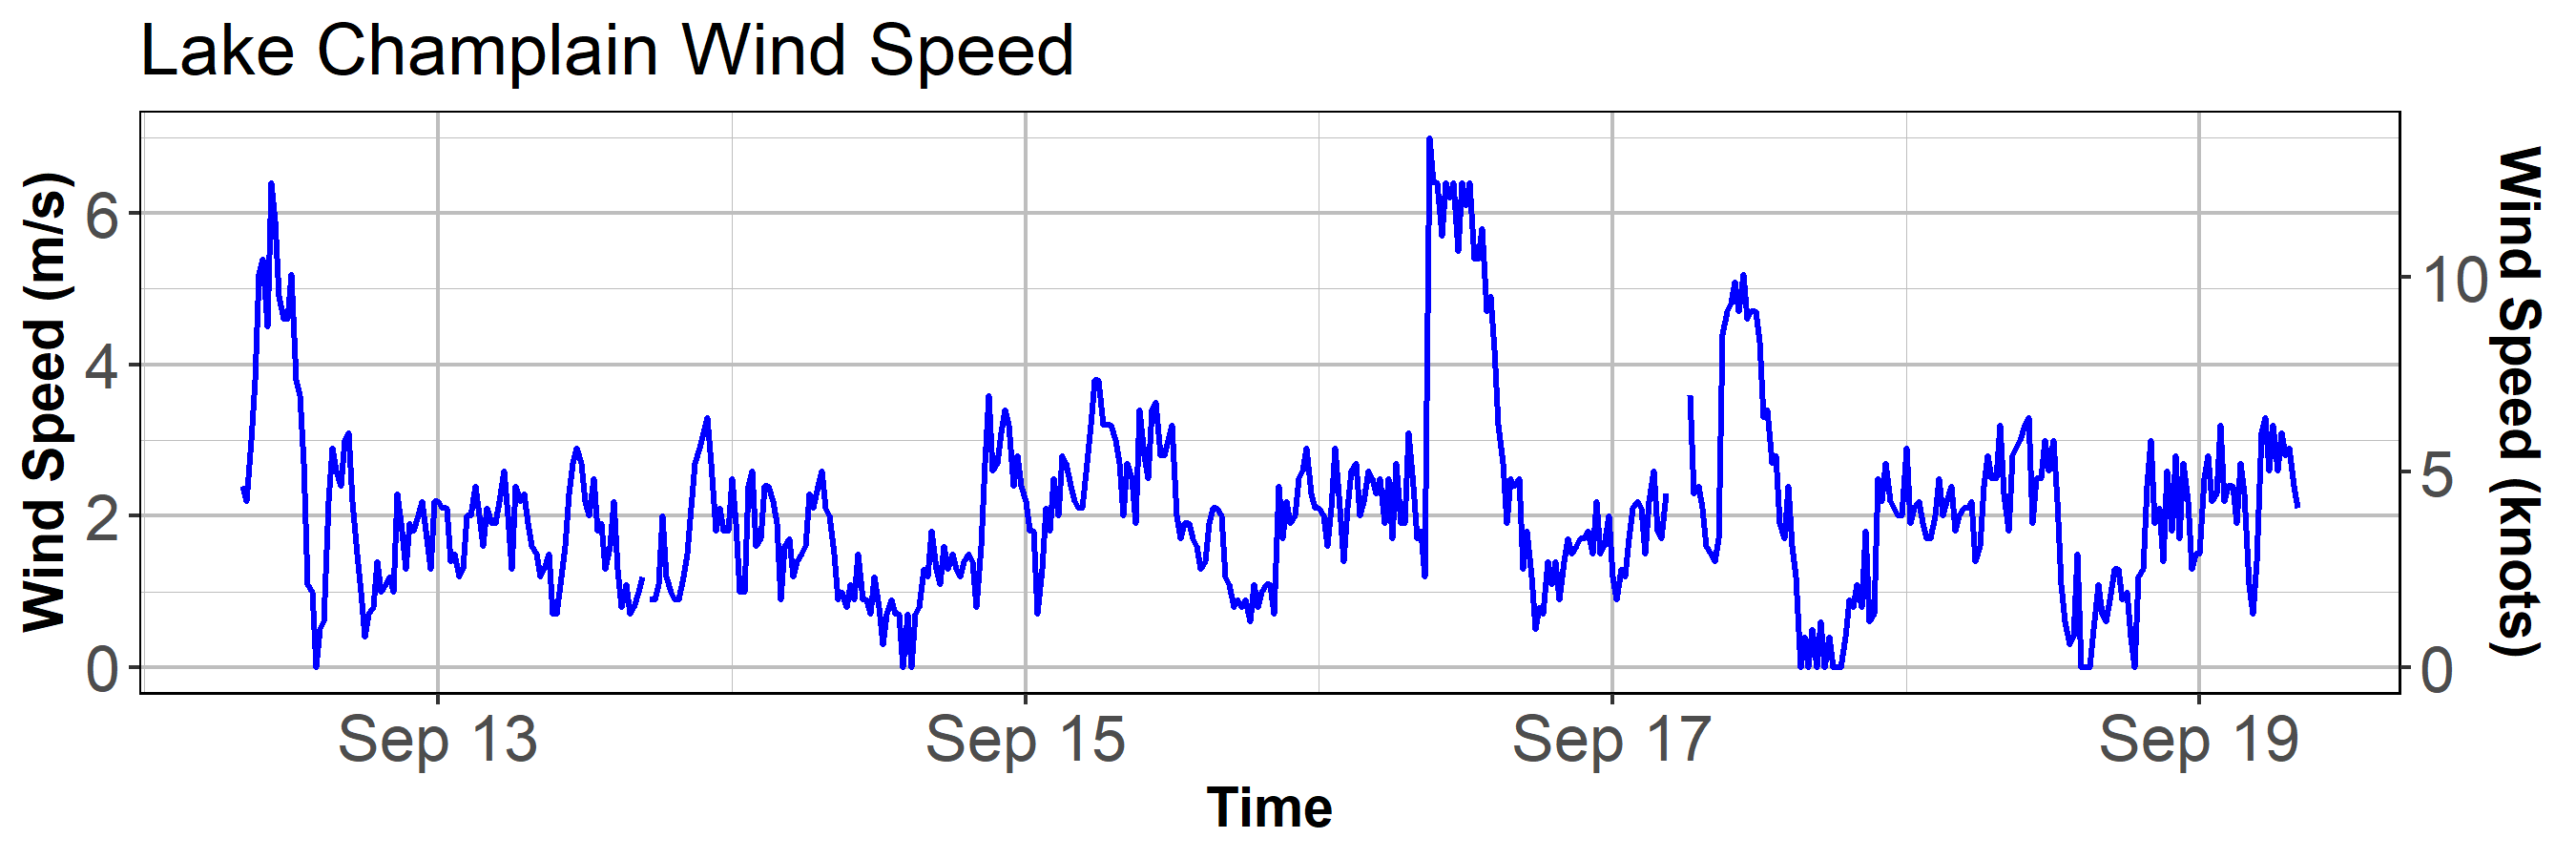 Lake Champlain Wind Speed
Wind Speed (m/s)
6
4
2
0
Wind Speed (knots)
10
5
0
Sep 13
Sep 15
Sep 17
Sep 19
Time